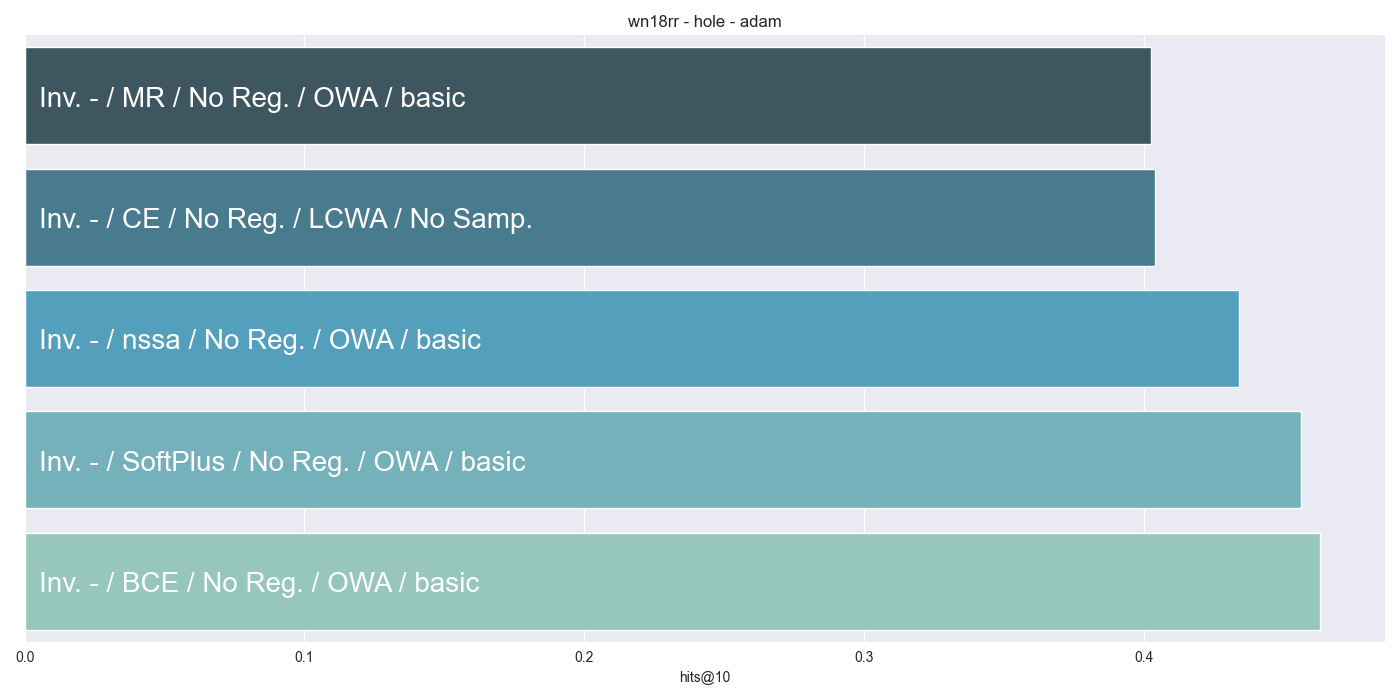 wn18rr - hole - adam
Inv. - / MR / No Reg. / OWA / basic
Inv. - / CE / No Reg. / LCWA / No Samp.
Inv. - / nssa / No Reg. / OWA / basic
Inv. - / SoftPlus / No Reg. / OWA / basic
Inv. - / BCE / No Reg. / OWA / basic
0.0 0.1 0.2 0.3 0.4
hits@10